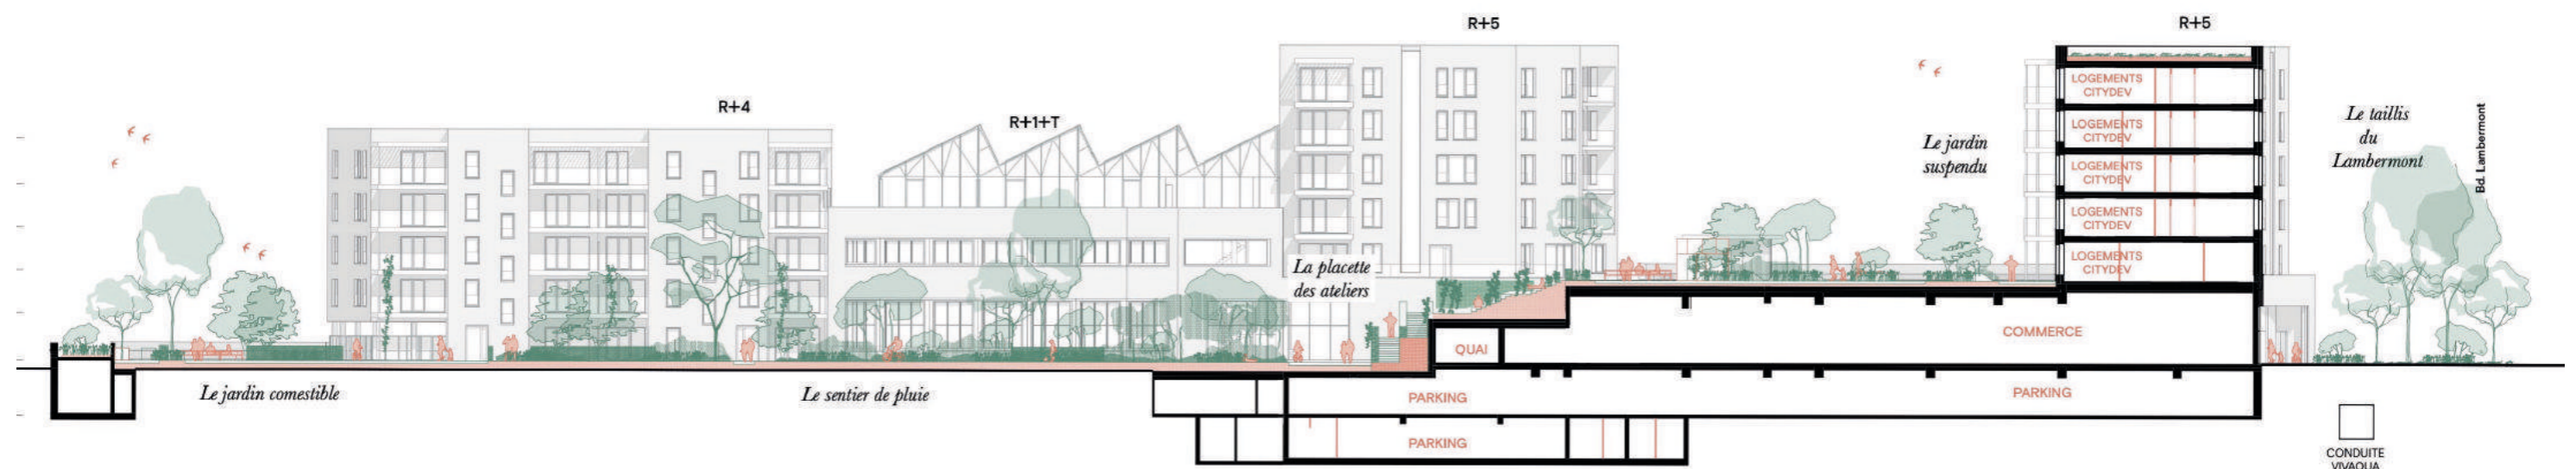 R+5
R+5
R+4
R+1+T
LOGEMENTS
CITYDEV
LOGEMENTS
CITYDEV
LOGEMENTS
CITYDEV
LOGEMENTS
CITYDEV
LOGEMENTS
CITYDEV
Le jardin
suspendu
Le taillis
du
Lambermont
Bd. Lambermont
La placette
des ateliers
COMMERCE
QUAI
Le jardin comestible
Le sentier de pluie
PARKING
PARKING
PARKING
CONDUITE
VIVAQUA